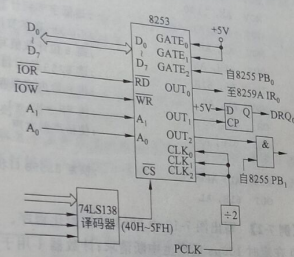 8253
+5V
D₀
D₀
GATE₀
GATE₁
D₇
D₇
GATE₂
自8255 PB₀
IOR
RD
OUT₀
至8259A IR₀
IOW
WR
+5V
D Q
DRQ₀
OUT₁
CP
A₁
A₁
OUT₂
&
A₀
A₀
CLK₀
CLK₁
CS
CLK₂
自8255 PB₁
74LS138
译码器
(40H~5FH)
÷2
PCLK